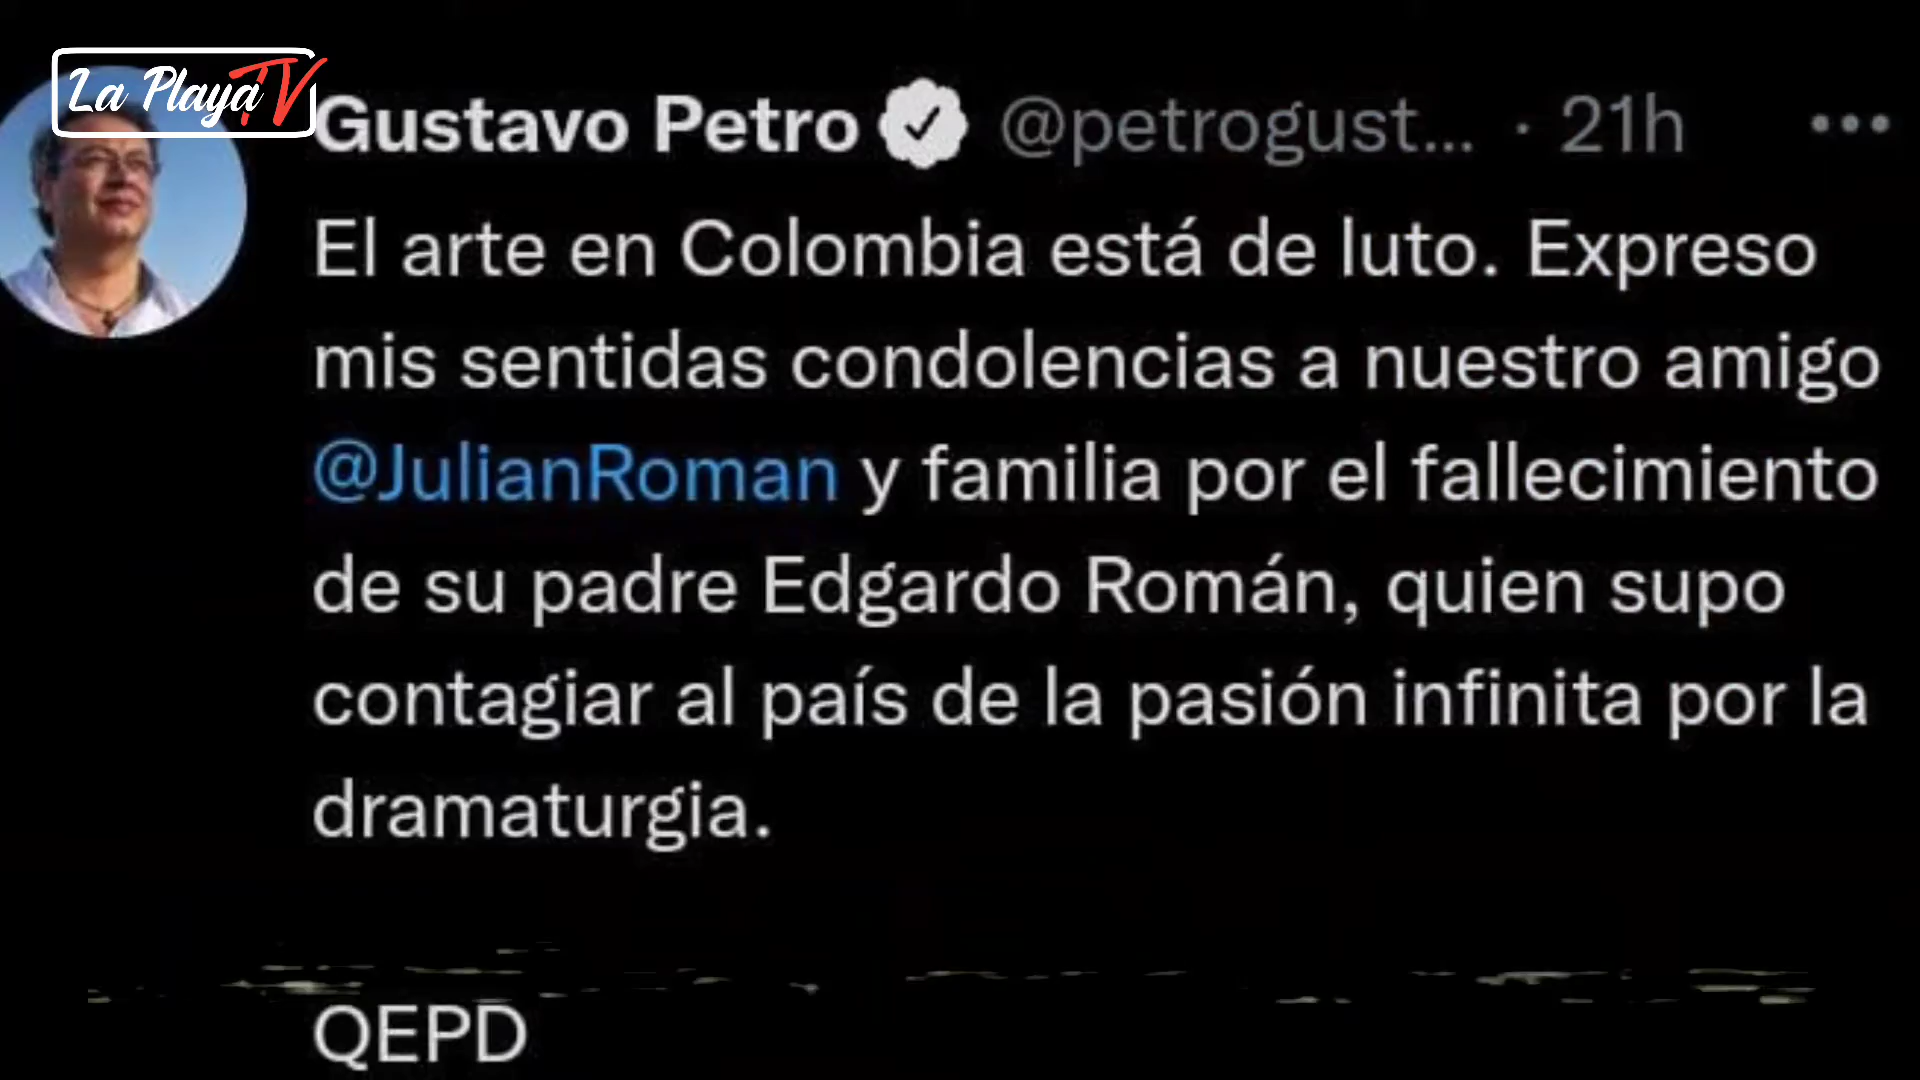 La Playa TV
Gustavo Petro @petrogust... · 21h
El arte en Colombia está de luto. Expreso
mis sentidas condolencias a nuestro amigo
@JulianRoman y familia por el fallecimiento
de su padre Edgardo Román, quien supo
contagiar al país de la pasión infinita por la
dramaturgia.
QEPD